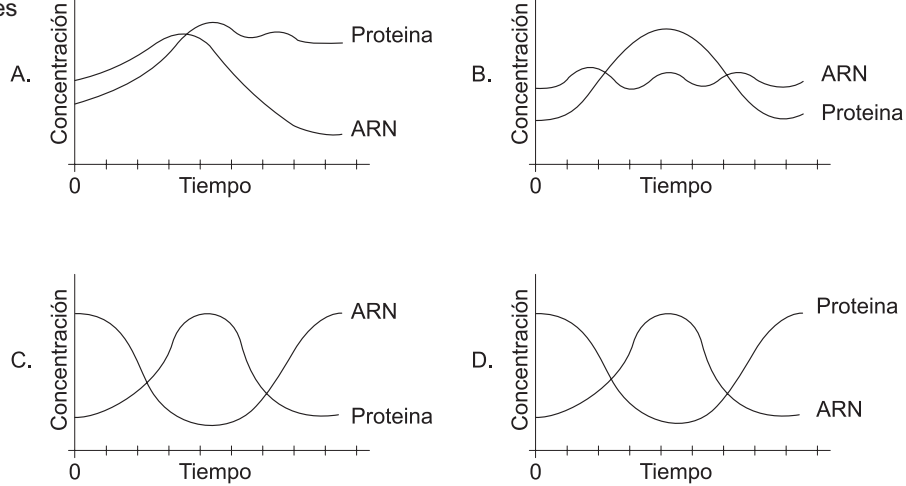 es
A.
Concentración
Proteina
ARN
0
Tiempo
B.
Concentración
ARN
Proteina
0
Tiempo
C.
Concentración
ARN
Proteina
0
Tiempo
D.
Concentración
Proteina
ARN
0
Tiempo